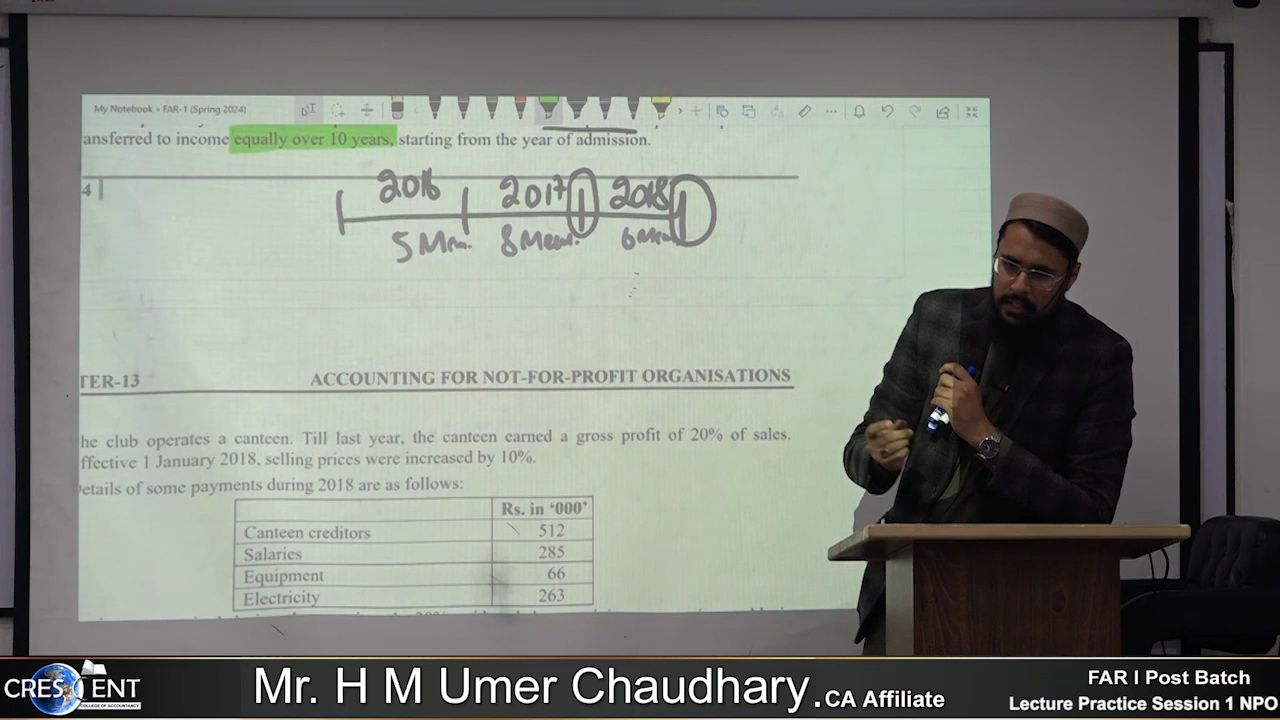 My Notebook » FAR-1 (Spring 2024)
ansferred to income equally over 10 years, starting from the year of admission.
4
2016 2017 2018
5 Mem. 8 Mem. 6 Mem.
TER-13 ACCOUNTING FOR NOT-FOR-PROFIT ORGANISATIONS
he club operates a canteen. Till last year, the canteen earned a gross profit of 20% of sales.
ffective 1 January 2018, selling prices were increased by 10%.
etails of some payments during 2018 are as follows:
Rs. in ‘000’
Canteen creditors 512
Salaries 285
Equipment 66
Electricity 263
CRESCENT
COLLEGE OF ACCOUNTANCY
Mr. H M Umer Chaudhary .CA Affiliate
FAR I Post Batch
Lecture Practice Session 1 NPO